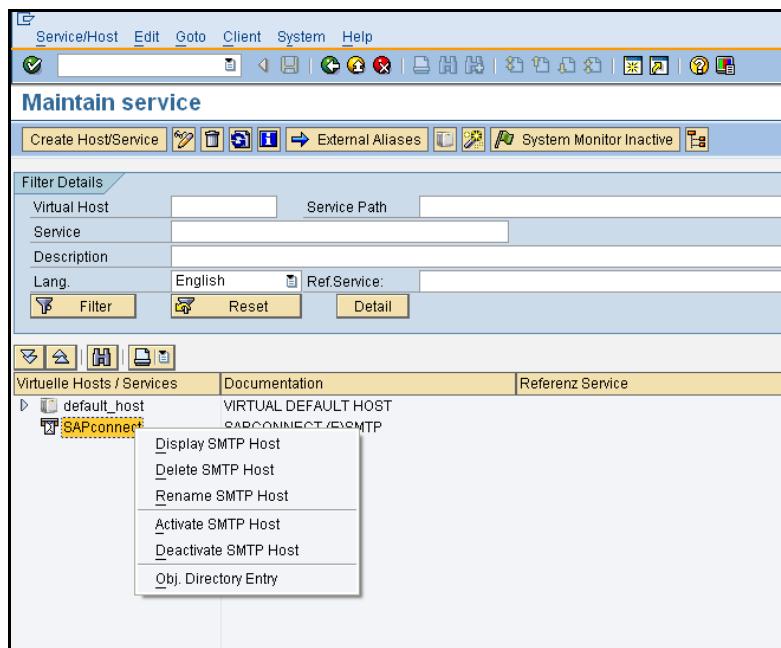 Service/Host Edit Goto Client System Help
Maintain service
Create Host/Service External Aliases System Monitor Inactive
Filter Details
Virtual Host Service Path
Service
Description
Lang. English Ref.Service:
Filter Reset Detail
Virtuelle Hosts / Services Documentation Referenz Service
default_host VIRTUAL DEFAULT HOST
SAPconnect SAPCONNECT (E)SMTP
Display SMTP Host
Delete SMTP Host
Rename SMTP Host
Activate SMTP Host
Deactivate SMTP Host
Obj. Directory Entry